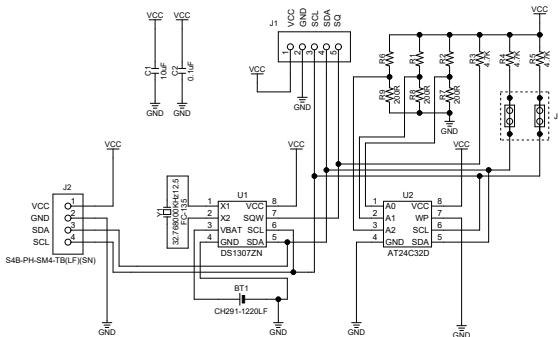 VCC
VCC
C1
10uF
C2
0.1uF
GND
GND
J1
VCC
GND
SCL
SDA
SQ
1
2
3
4
5
VCC
GND
VCC
R6
R1
R2
R3
4.7K
R4
4.7K
R5
4.7K
R9
200R
R8
200R
R7
200R
GND
J
J2
VCC
GND
SDA
SCL
1
2
3
4
S4B-PH-SM4-TB(LF)(SN)
VCC
GND
Y1
32.768000KHz12.5
FC-135
U1
1
2
3
4
X1
X2
VBAT
GND
VCC
SQW
SCL
SDA
8
7
6
5
DS1307ZN
VCC
BT1
CH291-1220LF
GND
U2
1
2
3
4
A0
A1
A2
GND
VCC
WP
SCL
SDA
8
7
6
5
AT24C32D
VCC
GND
GND